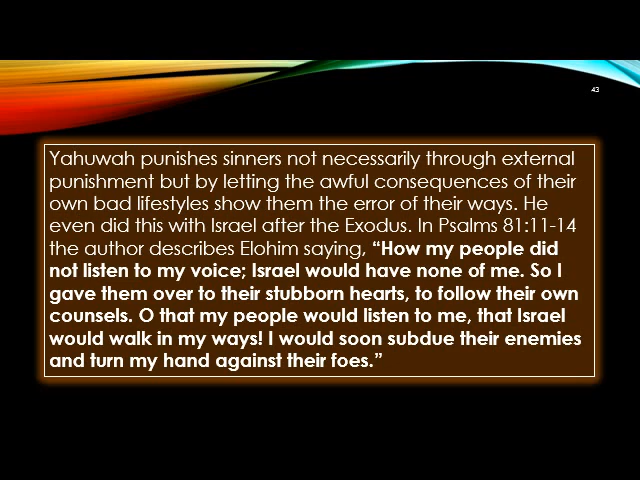 43
Yahuwah punishes sinners not necessarily through external
punishment but by letting the awful consequences of their
own bad lifestyles show them the error of their ways. He
even did this with Israel after the Exodus. In Psalms 81:11-14
the author describes Elohim saying, “How my people did
not listen to my voice; Israel would have none of me. So I
gave them over to their stubborn hearts, to follow their own
counsels. O that my people would listen to me, that Israel
would walk in my ways! I would soon subdue their enemies
and turn my hand against their foes.”